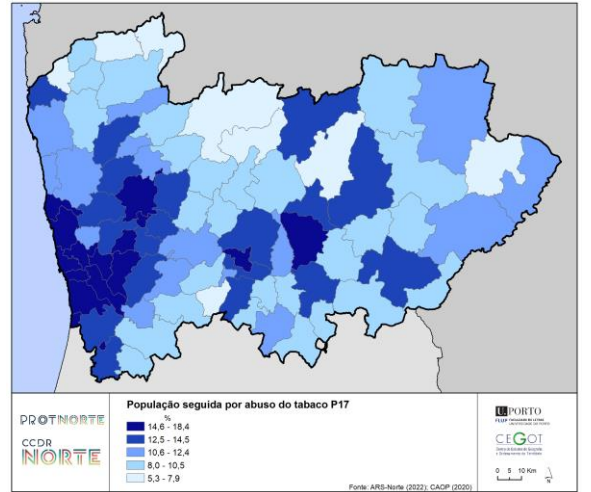 PROTNORTE
CCDR
NORTE
População seguida por abuso do tabaco P17
%
14,6 - 18,4
12,5 - 14,5
10,6 - 12,4
8,0 - 10,5
5,3 - 7,9
Fonte: ARS-Norte (2022); CAOP (2020)
U.PORTO
FLUP FACULDADE DE LETRAS
UNIVERSIDADE DO PORTO
CEGOT
0 5 10 Km
N